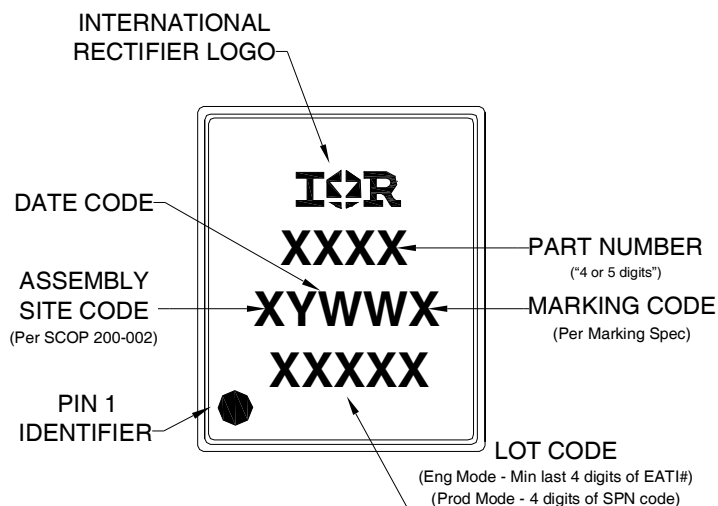 INTERNATIONAL
RECTIFIER LOGO
IOR
DATE CODE
XXXX
PART NUMBER
("4 or 5 digits")
ASSEMBLY
SITE CODE
(Per SCOP 200-002)
XYWWX
MARKING CODE
(Per Marking Spec)
XXXXX
PIN 1
IDENTIFIER
LOT CODE
(Eng Mode - Min last 4 digits of EATI#)
(Prod Mode - 4 digits of SPN code)